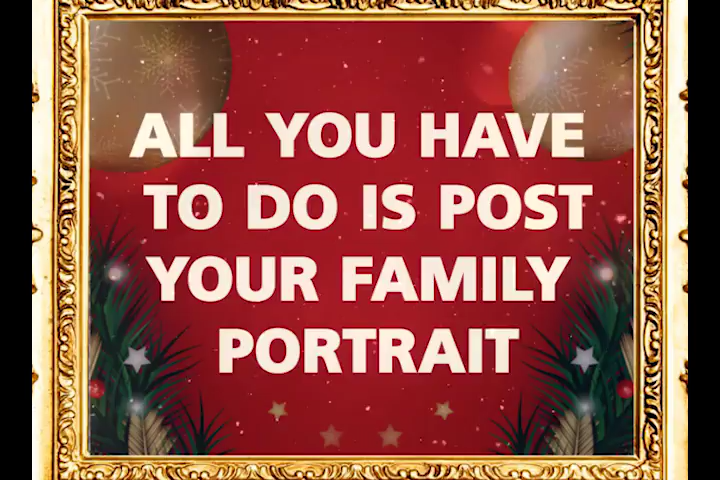 ALL YOU HAVE
TO DO IS POST
YOUR FAMILY
PORTRAIT